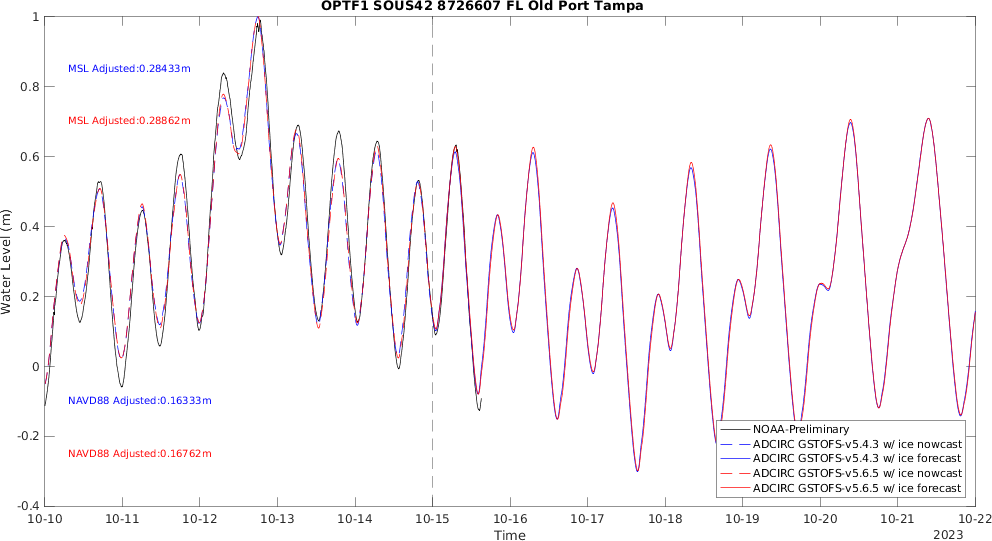 OPTF1 SOUS42 8726607 FL Old Port Tampa
1
0.8
0.6
0.4
0.2
0
-0.2
-0.4
Water Level (m)
MSL Adjusted:0.28433m
MSL Adjusted:0.28862m
NAVD88 Adjusted:0.16333m
NAVD88 Adjusted:0.16762m
NOAA-Preliminary
ADCIRC GSTOFS-v5.4.3 w/ ice nowcast
ADCIRC GSTOFS-v5.4.3 w/ ice forecast
ADCIRC GSTOFS-v5.6.5 w/ ice nowcast
ADCIRC GSTOFS-v5.6.5 w/ ice forecast
10-10 10-11 10-12 10-13 10-14 10-15 10-16 10-17 10-18 10-19 10-20 10-21 10-22
Time
2023